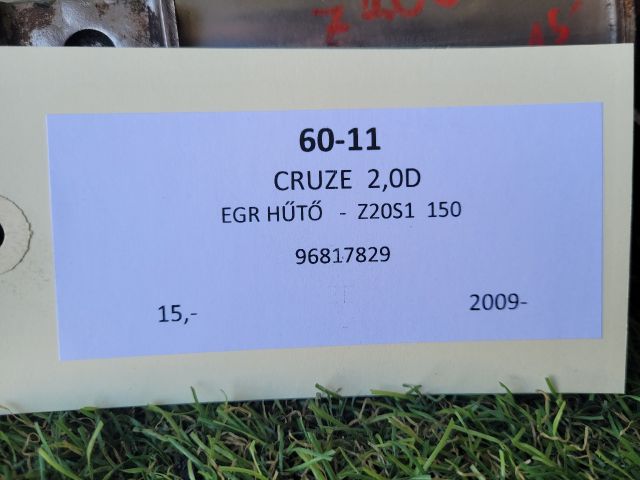 60-11
CRUZE 2,0D
EGR HŰTŐ - Z20S1 150
96817829
15,- 2009-